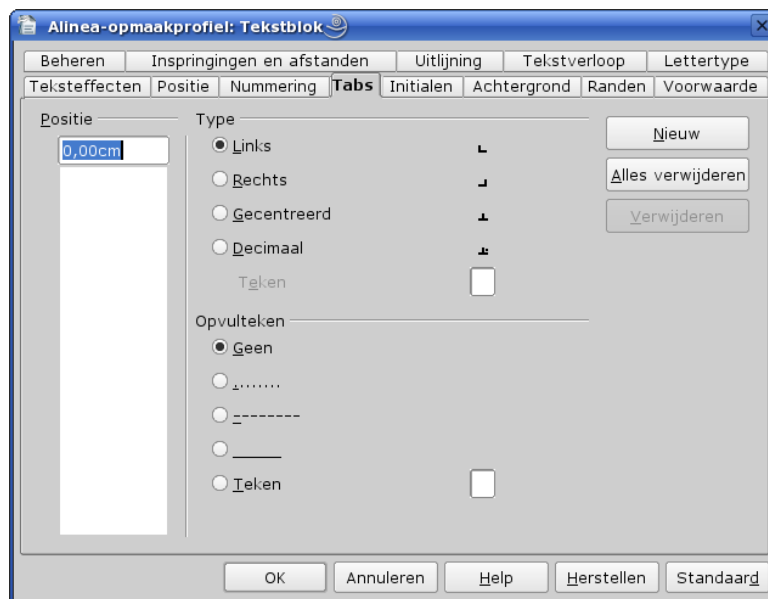 Alinea-opmaakprofiel: Tekstblok
Beheren Inspringingen en afstanden Uitlijning Tekstverloop Lettertype
Teksteffecten Positie Nummering Tabs Initialen Achtergrond Randen Voorwaarde
Positie
0,00cm
Type
Links
Rechts
Gecentreerd
Decimaal
Teken
Opvulteken
Geen
.......
--------
______
Teken
Nieuw
Alles verwijderen
Verwijderen
OK Annuleren Help Herstellen Standaard